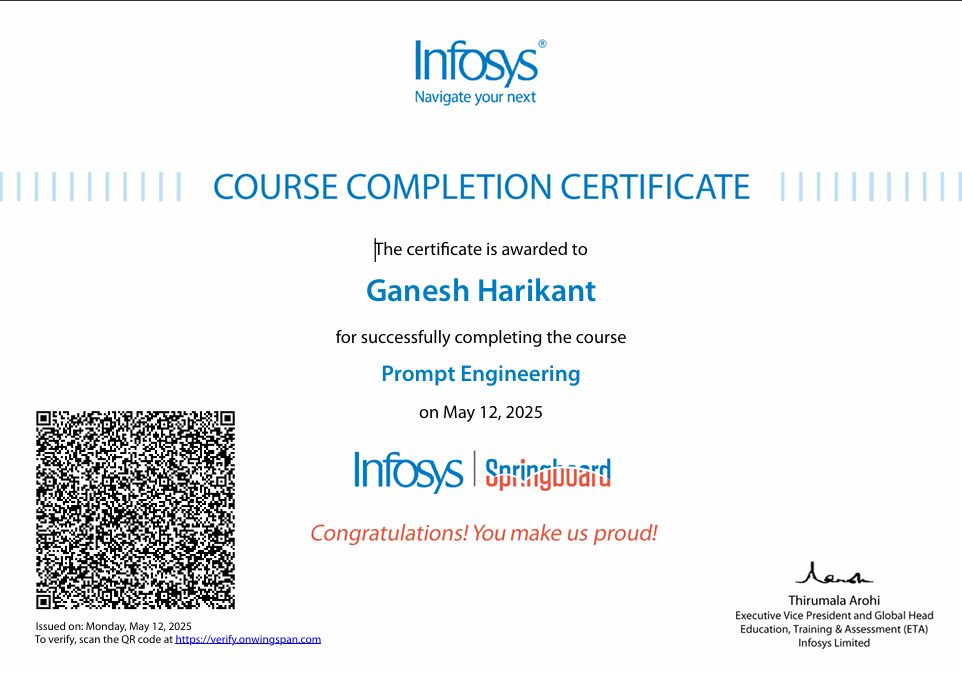 Infosys®
Navigate your next
COURSE COMPLETION CERTIFICATE
The certificate is awarded to
Ganesh Harikant
for successfully completing the course
Prompt Engineering
on May 12, 2025
Infosys | Springboard
Congratulations! You make us proud!
Issued on: Monday, May 12, 2025
To verify, scan the QR code at https://verify.onwingspan.com
Thirumala Arohi
Executive Vice President and Global Head
Education, Training & Assessment (ETA)
Infosys Limited